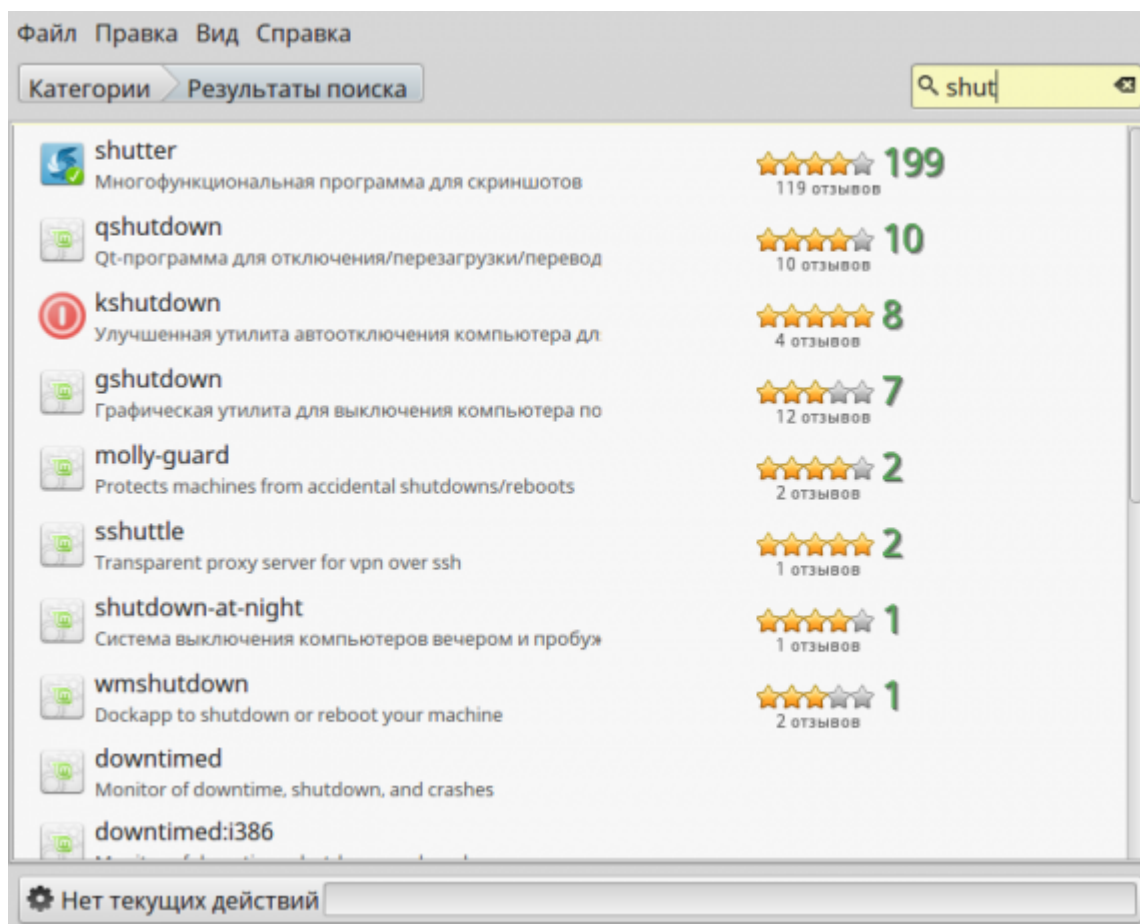 Файл Правка Вид Справка
Категории Результаты поиска shut
shutter
Многофункциональная программа для скриншотов
199
119 отзывов
qshutdown
Qt-программа для отключения/перезагрузки/перевод
10
10 отзывов
kshutdown
Улучшенная утилита автоотключения компьютера дл
8
4 отзывов
gshutdown
Графическая утилита для выключения компьютера по
7
12 отзывов
molly-guard
Protects machines from accidental shutdowns/reboots
2
2 отзывов
sshuttle
Transparent proxy server for vpn over ssh
2
1 отзывов
shutdown-at-night
Система выключения компьютеров вечером и пробуж
1
1 отзывов
wmshutdown
Dockapp to shutdown or reboot your machine
1
2 отзывов
downtimed
Monitor of downtime, shutdown, and crashes
downtimed:i386
Нет текущих действий